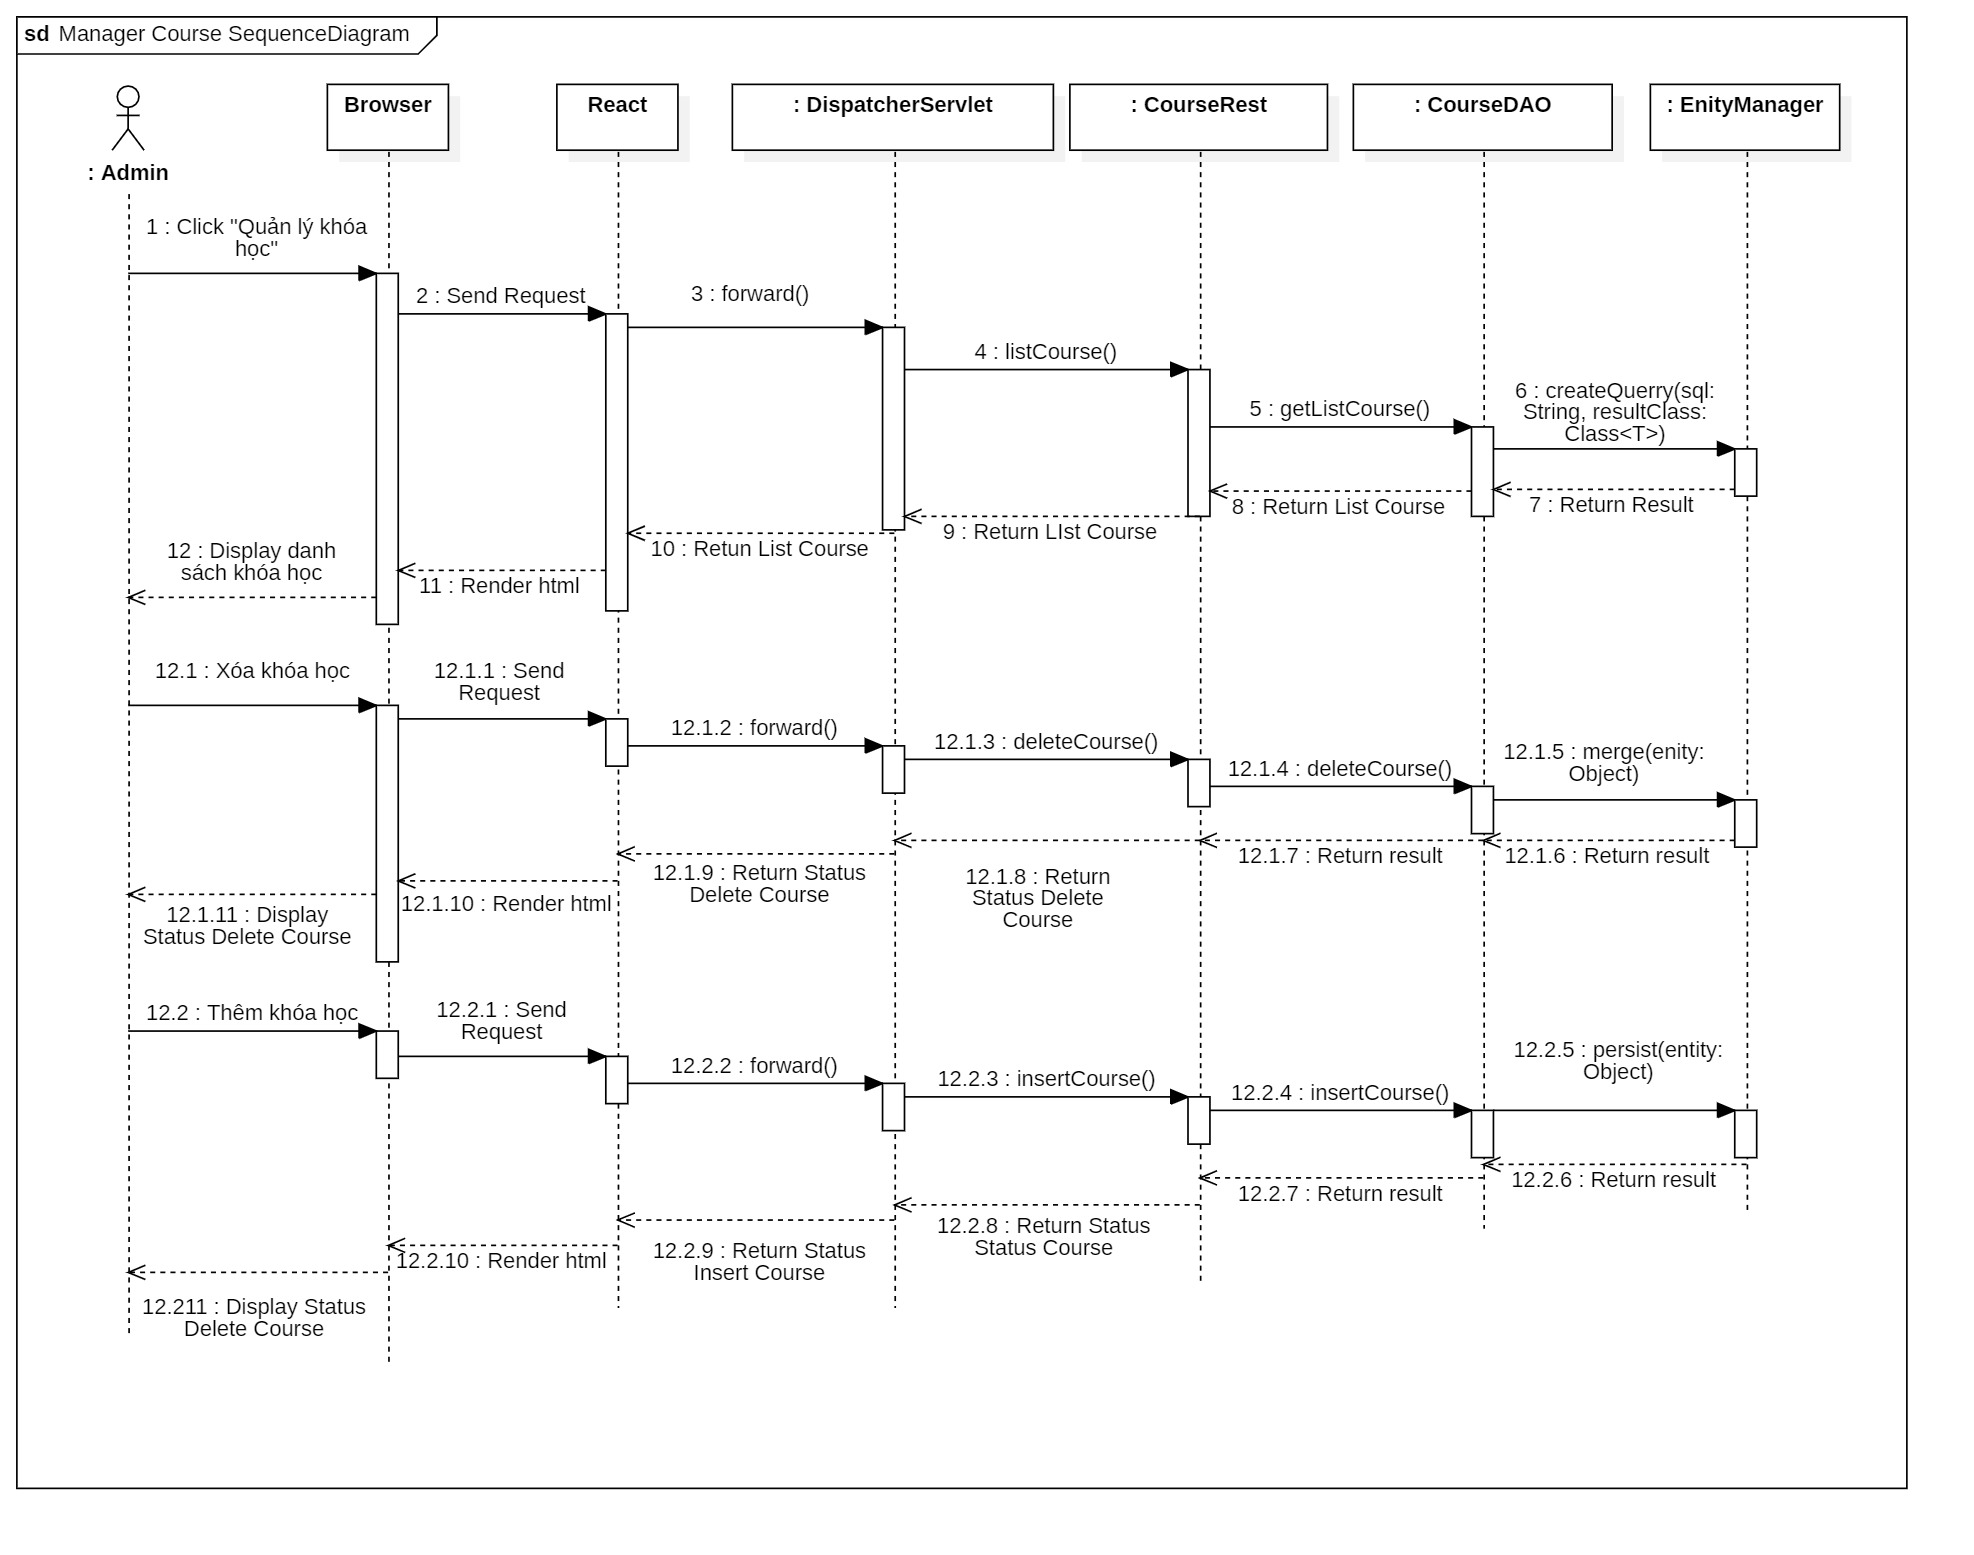 sd Manager Course SequenceDiagram
: Admin
Browser
React
: DispatcherServlet
: CourseRest
: CourseDAO
: EnityManager
1 : Click "Quản lý khóa
học"
2 : Send Request
3 : forward()
4 : listCourse()
5 : getListCourse()
6 : createQuerry(sql:
String, resultClass:
Class<T>)
7 : Return Result
8 : Return List Course
9 : Return LIst Course
10 : Retun List Course
11 : Render html
12 : Display danh
sách khóa học
12.1 : Xóa khóa học
12.1.1 : Send
Request
12.1.2 : forward()
12.1.3 : deleteCourse()
12.1.4 : deleteCourse()
12.1.5 : merge(enity:
Object)
12.1.6 : Return result
12.1.7 : Return result
12.1.8 : Return
Status Delete
Course
12.1.9 : Return Status
Delete Course
12.1.10 : Render html
12.1.11 : Display
Status Delete Course
12.2 : Thêm khóa học
12.2.1 : Send
Request
12.2.2 : forward()
12.2.3 : insertCourse()
12.2.4 : insertCourse()
12.2.5 : persist(entity:
Object)
12.2.6 : Return result
12.2.7 : Return result
12.2.8 : Return Status
Status Course
12.2.9 : Return Status
Insert Course
12.2.10 : Render html
12.211 : Display Status
Delete Course